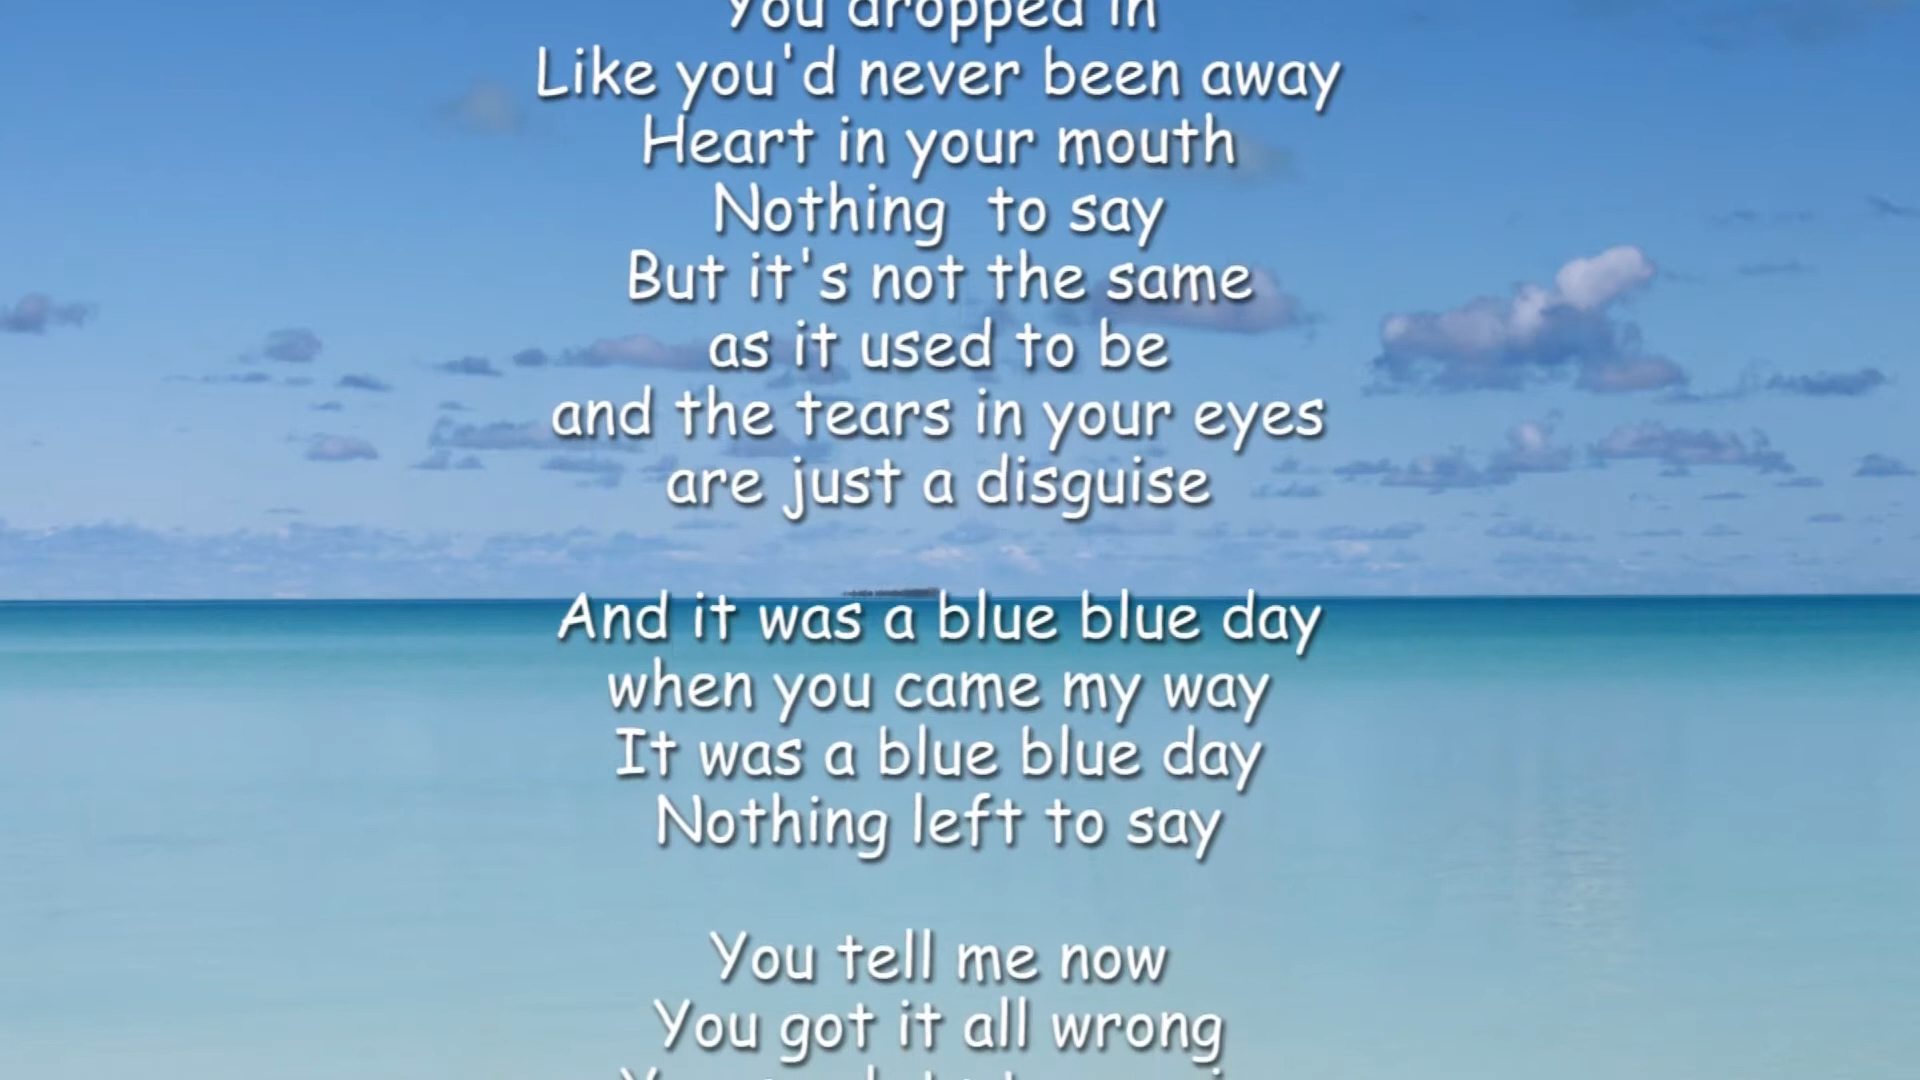 You dropped in
Like you'd never been away
Heart in your mouth
Nothing  to say
But it's not the same
as it used to be
and the tears in your eyes
are just a disguise
And it was a blue blue day
when you came my way
It was a blue blue day
Nothing left to say
You tell me now
You got it all wrong